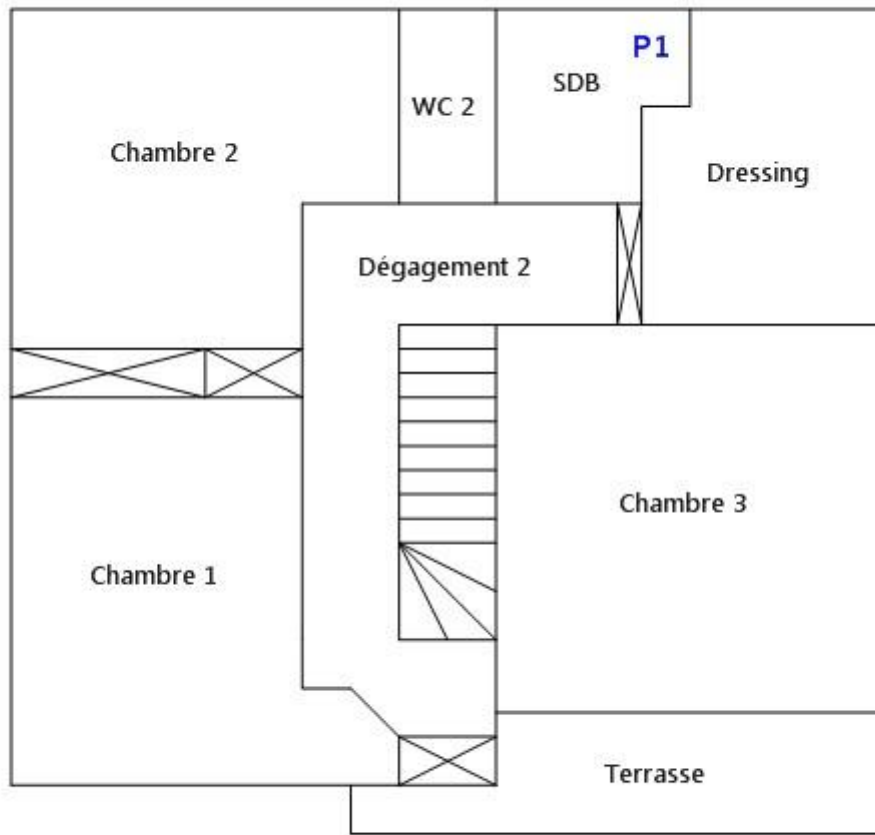 P1
SDB
WC 2
Chambre 2
Dressing
Dégagement 2
Chambre 3
Chambre 1
Terrasse